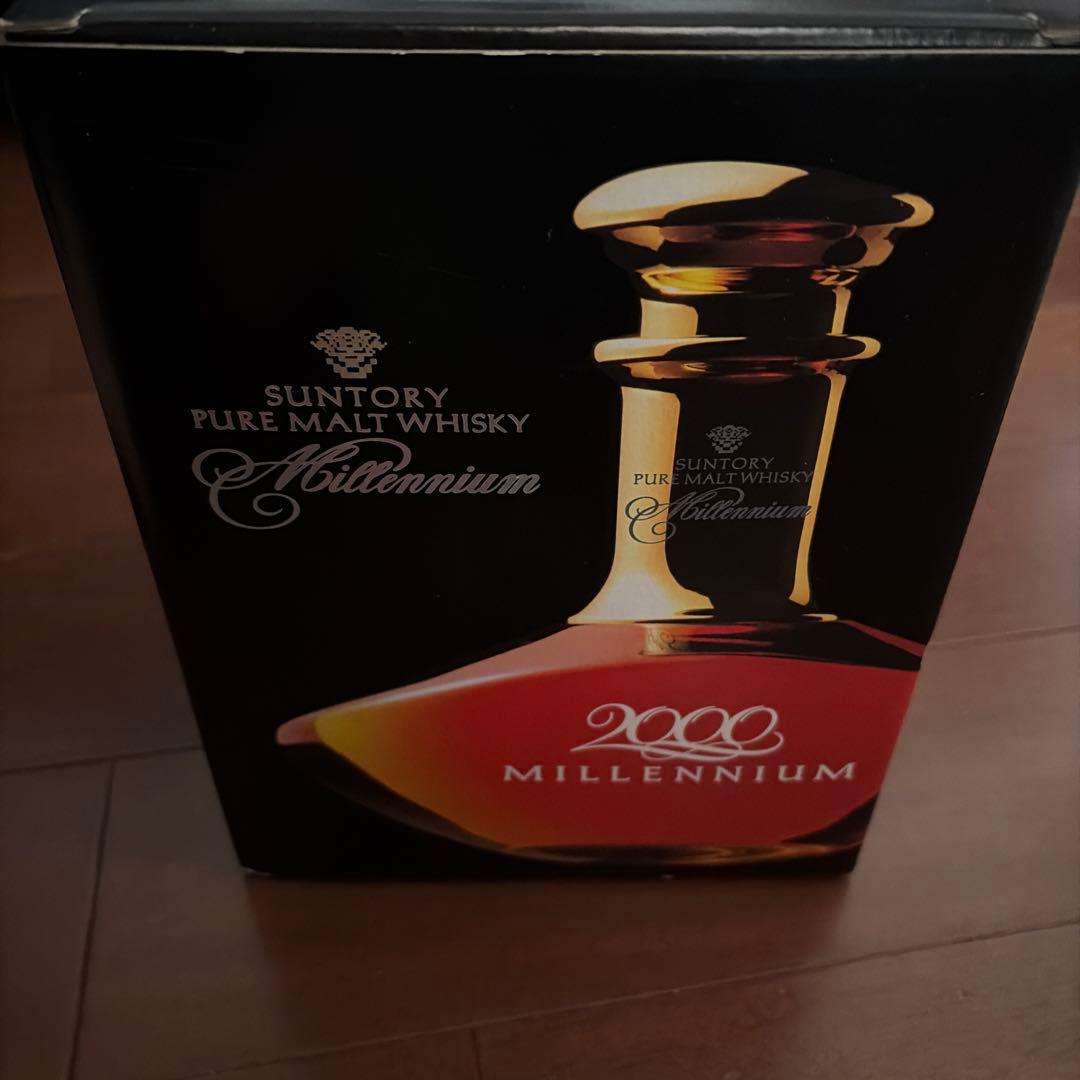 SUNTORY
PURE MALT WHISKY
Millennium
SUNTORY
PURE MALT WHISKY
Millennium
2000
MILLENNIUM